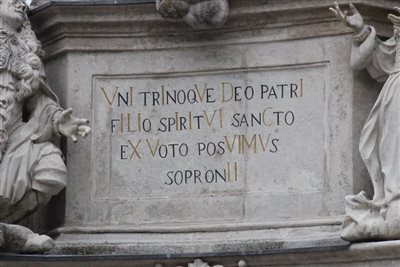 VNI TRINOQVE DEO PATRI
FILIO SPIRITVI SANCTO
EX VOTO POSVIMVS
SOPRONII